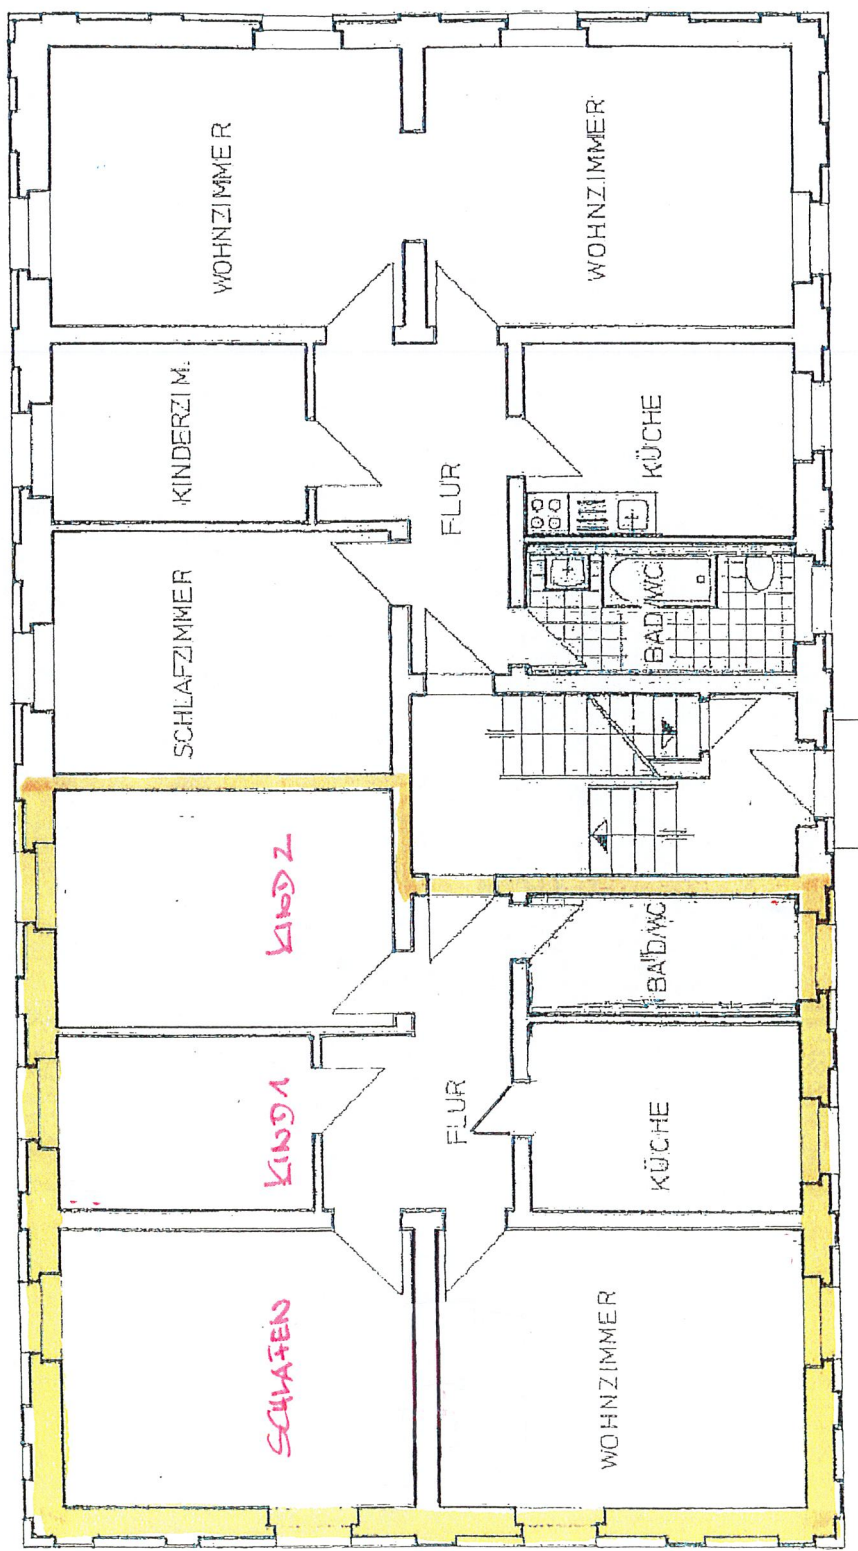 WOHNZIMMER
WOHNZIMMER
KINDERZIM.
KÜCHE
FLUR
SCHLAFZIMMER
BAD/WC
KIND 2
BAD/WC
KIND 1
FLUR
KÜCHE
SCHLAFEN
WOHNZIMMER